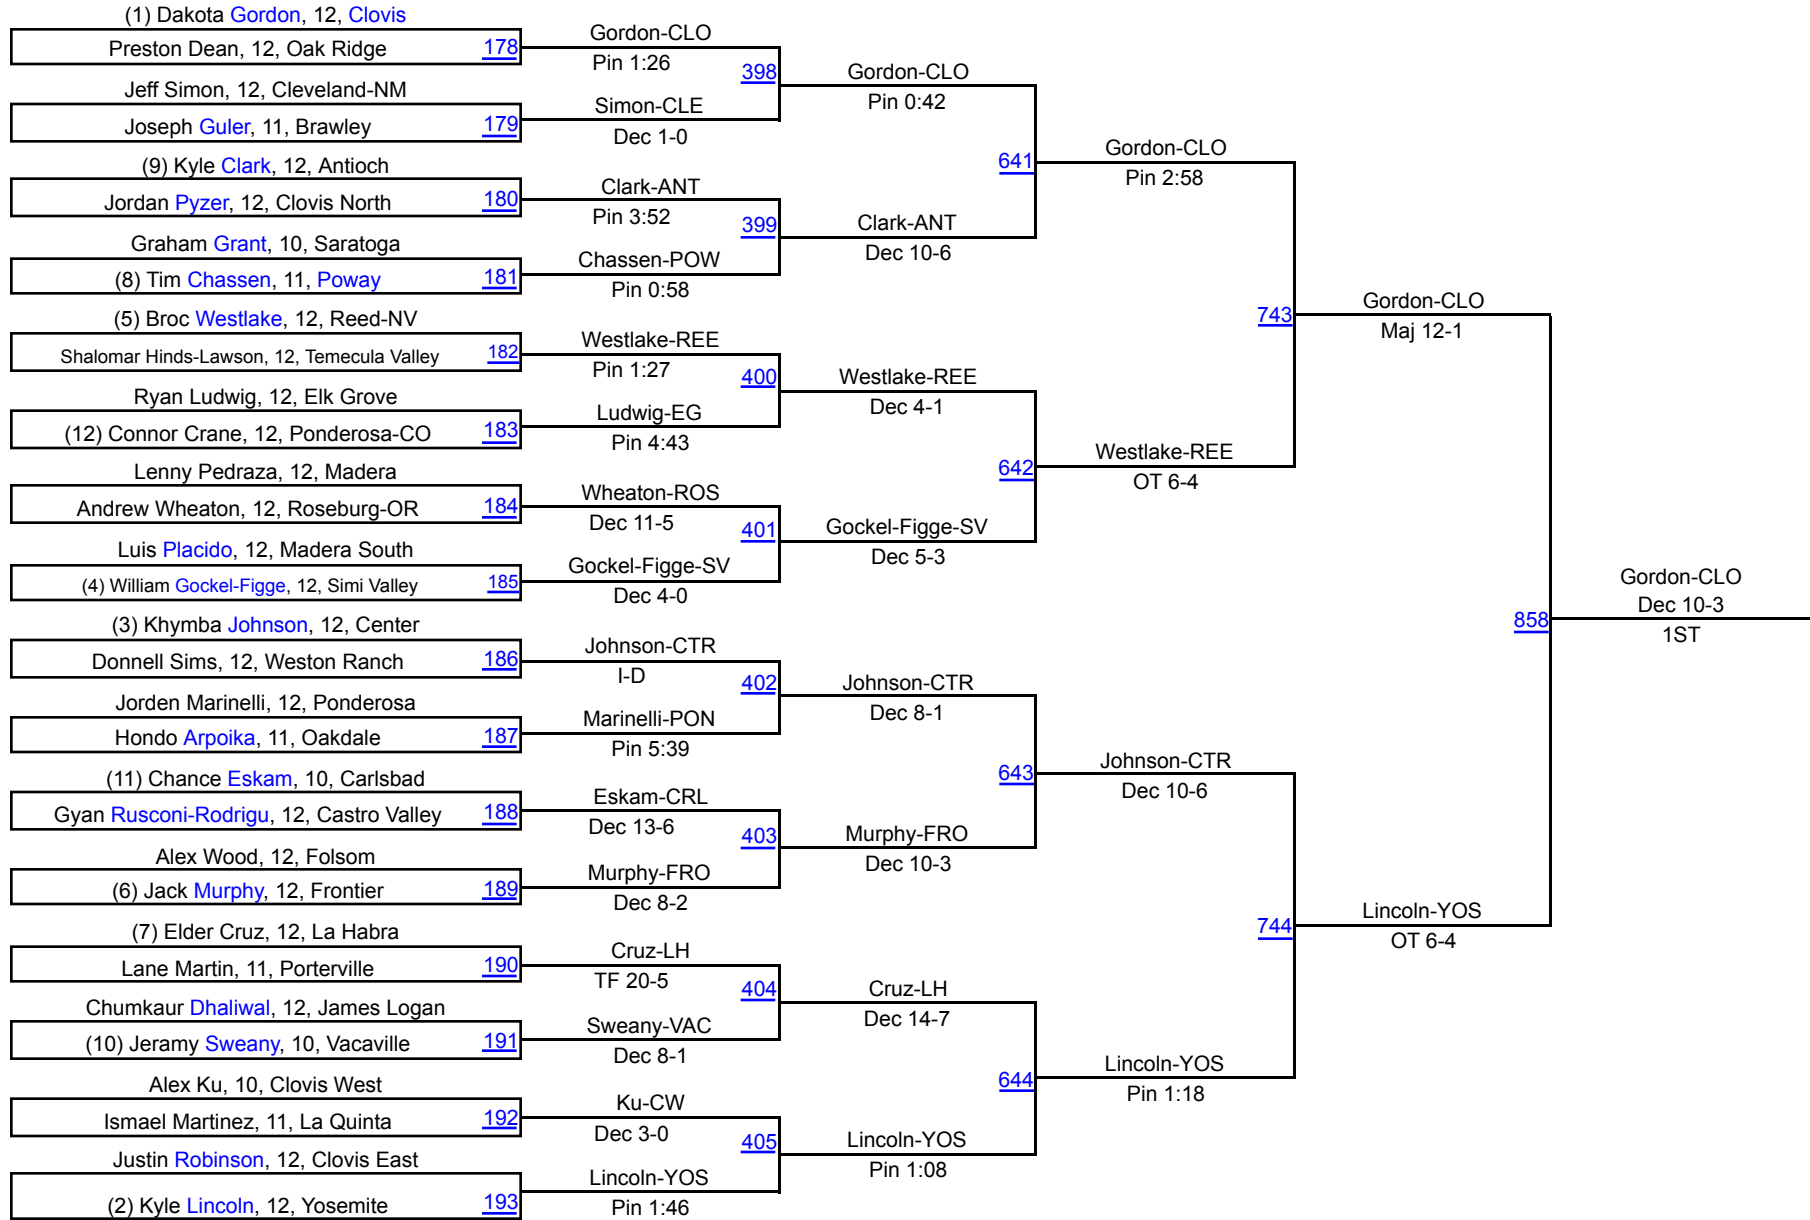 (1) Dakota Gordon, 12, Clovis
Preston Dean, 12, Oak Ridge 178
Jeff Simon, 12, Cleveland-NM
Joseph Guler, 11, Brawley 179
(9) Kyle Clark, 12, Antioch
Jordan Pyzer, 12, Clovis North 180
Graham Grant, 10, Saratoga
(8) Tim Chassen, 11, Poway 181
(5) Broc Westlake, 12, Reed-NV
Shalomar Hinds-Lawson, 12, Temecula Valley 182
Ryan Ludwig, 12, Elk Grove
(12) Connor Crane, 12, Ponderosa-CO 183
Lenny Pedraza, 12, Madera
Andrew Wheaton, 12, Roseburg-OR 184
Luis Placido, 12, Madera South
(4) William Gockel-Figge, 12, Simi Valley 185
(3) Khymba Johnson, 12, Center
Donnell Sims, 12, Weston Ranch 186
Jorden Marinelli, 12, Ponderosa
Hondo Arpoika, 11, Oakdale 187
(11) Chance Eskam, 10, Carlsbad
Gyan Rusconi-Rodrigu, 12, Castro Valley 188
Alex Wood, 12, Folsom
(6) Jack Murphy, 12, Frontier 189
(7) Elder Cruz, 12, La Habra
Lane Martin, 11, Porterville 190
Chumkaur Dhaliwal, 12, James Logan
(10) Jeramy Sweany, 10, Vacaville 191
Alex Ku, 10, Clovis West
Ismael Martinez, 11, La Quinta 192
Justin Robinson, 12, Clovis East
(2) Kyle Lincoln, 12, Yosemite 193
Gordon-CLO
Pin 1:26
398
Simon-CLE
Dec 1-0
Clark-ANT
Pin 3:52
399
Chassen-POW
Pin 0:58
Westlake-REE
Pin 1:27
400
Ludwig-EG
Pin 4:43
Wheaton-ROS
Dec 11-5
401
Gockel-Figge-SV
Dec 4-0
Johnson-CTR
I-D
402
Marinelli-PON
Pin 5:39
Eskam-CRL
Dec 13-6
403
Murphy-FRO
Dec 8-2
Cruz-LH
TF 20-5
404
Sweany-VAC
Dec 8-1
Ku-CW
Dec 3-0
405
Lincoln-YOS
Pin 1:46
Gordon-CLO
Pin 0:42
641
Clark-ANT
Dec 10-6
Westlake-REE
Dec 4-1
642
Gockel-Figge-SV
Dec 5-3
Johnson-CTR
Dec 8-1
643
Murphy-FRO
Dec 10-3
Cruz-LH
Dec 14-7
644
Lincoln-YOS
Pin 1:08
Gordon-CLO
Pin 2:58
743
Westlake-REE
OT 6-4
Johnson-CTR
Dec 10-6
744
Lincoln-YOS
Pin 1:18
Gordon-CLO
Maj 12-1
858
Lincoln-YOS
OT 6-4
Gordon-CLO
Dec 10-3
1ST